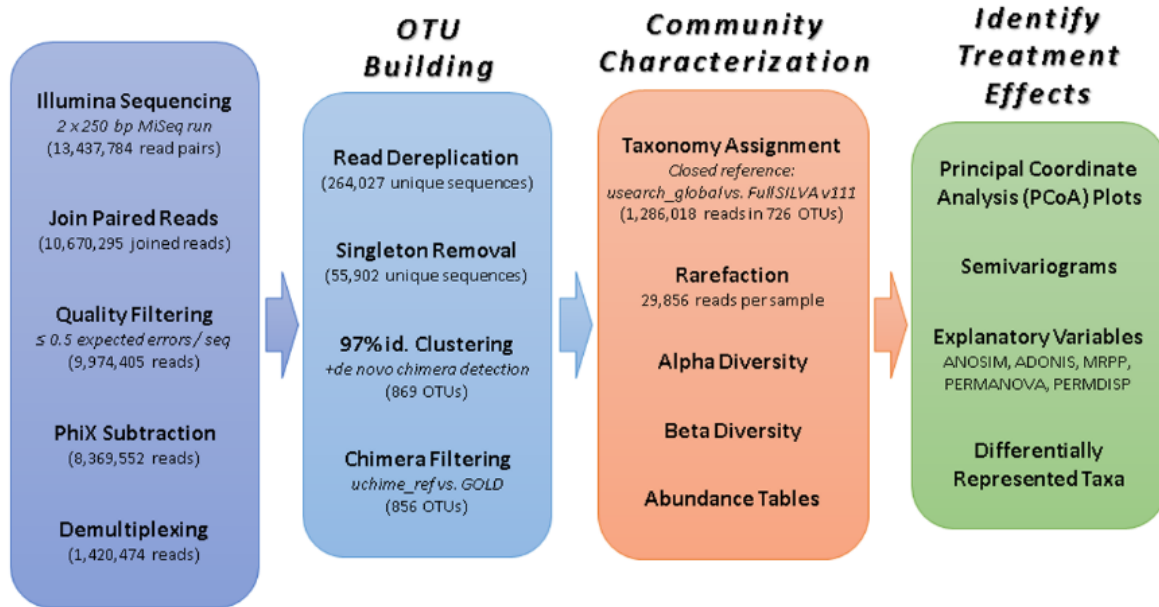 Illumina Sequencing
2 x 250 bp MiSeq run
(13,437,784 read pairs)
Join Paired Reads
(10,670,295 joined reads)
Quality Filtering
≤ 0.5 expected errors / seq
(9,974,405 reads)
PhiX Subtraction
(8,369,552 reads)
Demultiplexing
(1,420,474 reads)
OTU
Building
Read Dereplication
(264,027 unique sequences)
Singleton Removal
(55,902 unique sequences)
97% id. Clustering
+de novo chimera detection
(869 OTUs)
Chimera Filtering
uchime_ref vs. GOLD
(856 OTUs)
Community
Characterization
Taxonomy Assignment
Closed reference:
usearch_global vs. Full SILVA v111
(1,286,018 reads in 726 OTUs)
Rarefaction
29,856 reads per sample
Alpha Diversity
Beta Diversity
Abundance Tables
Identify
Treatment
Effects
Principal Coordinate
Analysis (PCoA) Plots
Semivariograms
Explanatory Variables
ANOSIM, ADONIS, MRPP,
PERMANOVA, PERMDISP
Differentially
Represented Taxa